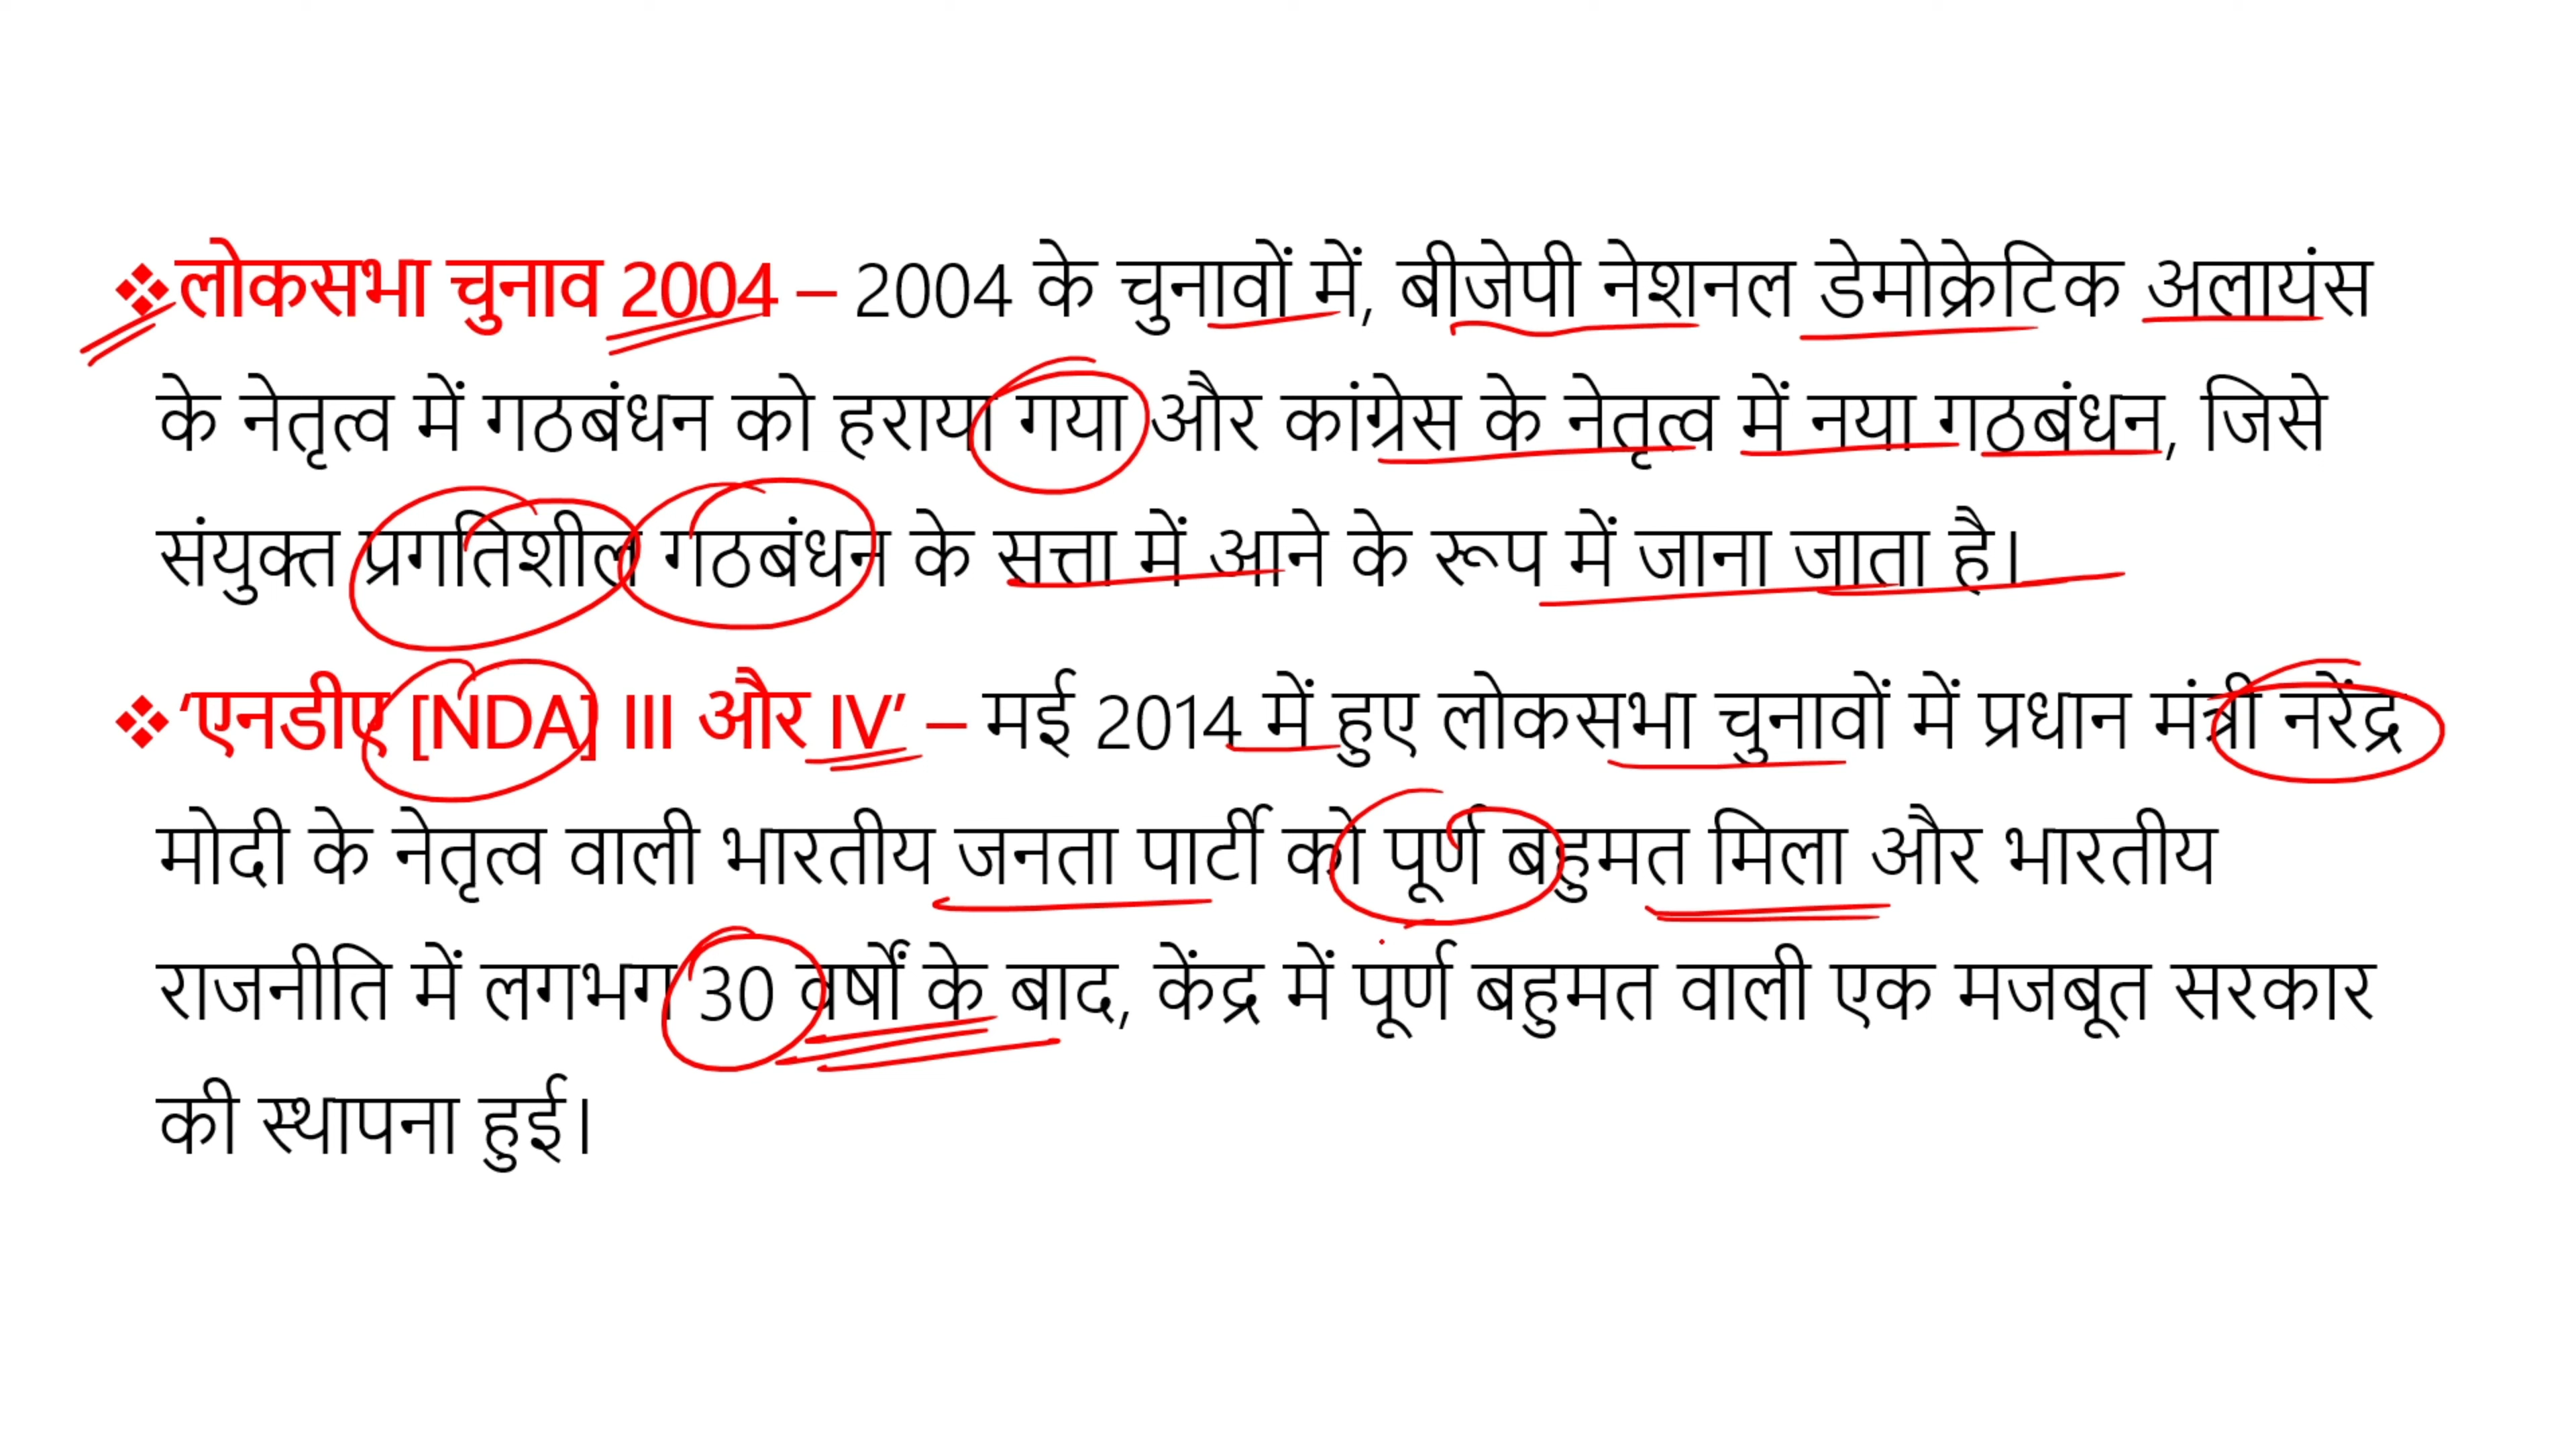 ❖लोकसभा चुनाव 2004 – 2004 के चुनावों में, बीजेपी नेशनल डेमोक्रेटिक अलायंस
के नेतृत्व में गठबंधन को हराया गया और कांग्रेस के नेतृत्व में नया गठबंधन, जिसे
संयुक्त प्रगतिशील गठबंधन के सत्ता में आने के रूप में जाना जाता है।
❖‘एनडीए [NDA] III और IV’ – मई 2014 में हुए लोकसभा चुनावों में प्रधान मंत्री नरेंद्र
मोदी के नेतृत्व वाली भारतीय जनता पार्टी को पूर्ण बहुमत मिला और भारतीय
राजनीति में लगभग 30 वर्षों के बाद, केंद्र में पूर्ण बहुमत वाली एक मजबूत सरकार
की स्थापना हुई।